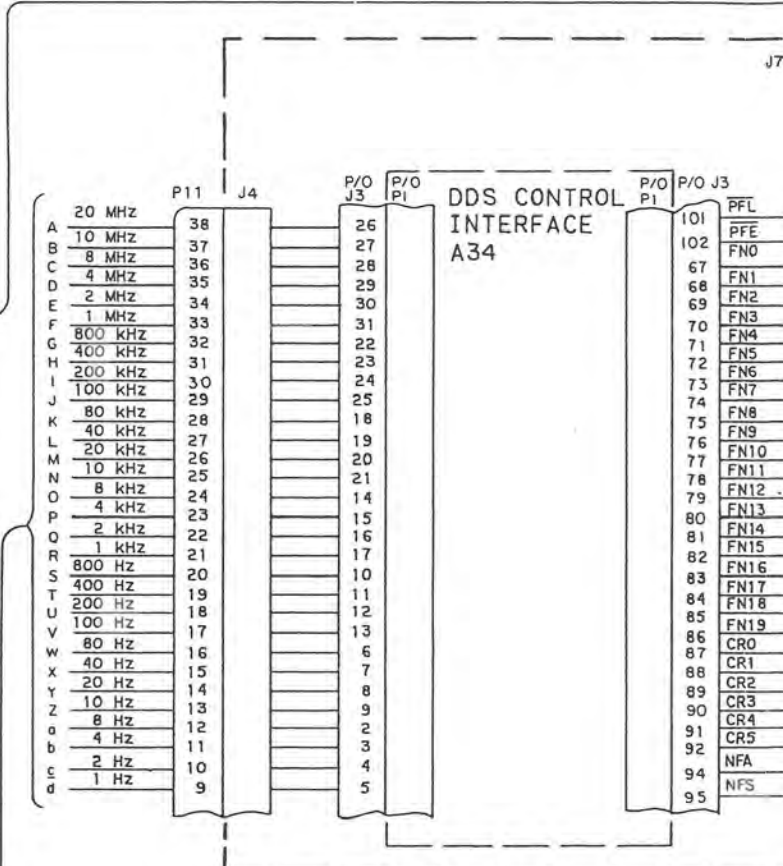 J7
P11 J4 P/O J3 P/O P1 DDS CONTROL INTERFACE A34 P/O P1 P/O J3
A 20 MHz 38 26 101 PFL
B 10 MHz 37 27 102 PFE
C 8 MHz 36 28 67 FN0
D 4 MHz 35 29 68 FN1
E 2 MHz 34 30 69 FN2
F 1 MHz 33 31 70 FN3
G 800 kHz 32 22 71 FN4
H 400 kHz 31 23 72 FN5
I 200 kHz 30 24 73 FN6
J 100 kHz 29 25 74 FN7
K 80 kHz 28 18 75 FN8
L 40 kHz 27 19 76 FN9
M 20 kHz 26 20 77 FN10
N 10 kHz 25 21 78 FN11
O 8 kHz 24 14 79 FN12
P 4 kHz 23 15 80 FN13
Q 2 kHz 22 16 81 FN14
R 1 kHz 21 17 82 FN15
S 800 Hz 20 10 83 FN16
T 400 Hz 19 11 84 FN17
U 200 Hz 18 12 85 FN18
V 100 Hz 17 13 86 FN19
W 80 Hz 16 6 87 CR0
X 40 Hz 15 7 88 CR1
Y 20 Hz 14 8 89 CR2
Z 10 Hz 13 9 90 CR3
a 8 Hz 12 2 91 CR4
b 4 Hz 11 3 92 CR5
c 2 Hz 10 4 94 NFA
d 1 Hz 9 5 95 NFS